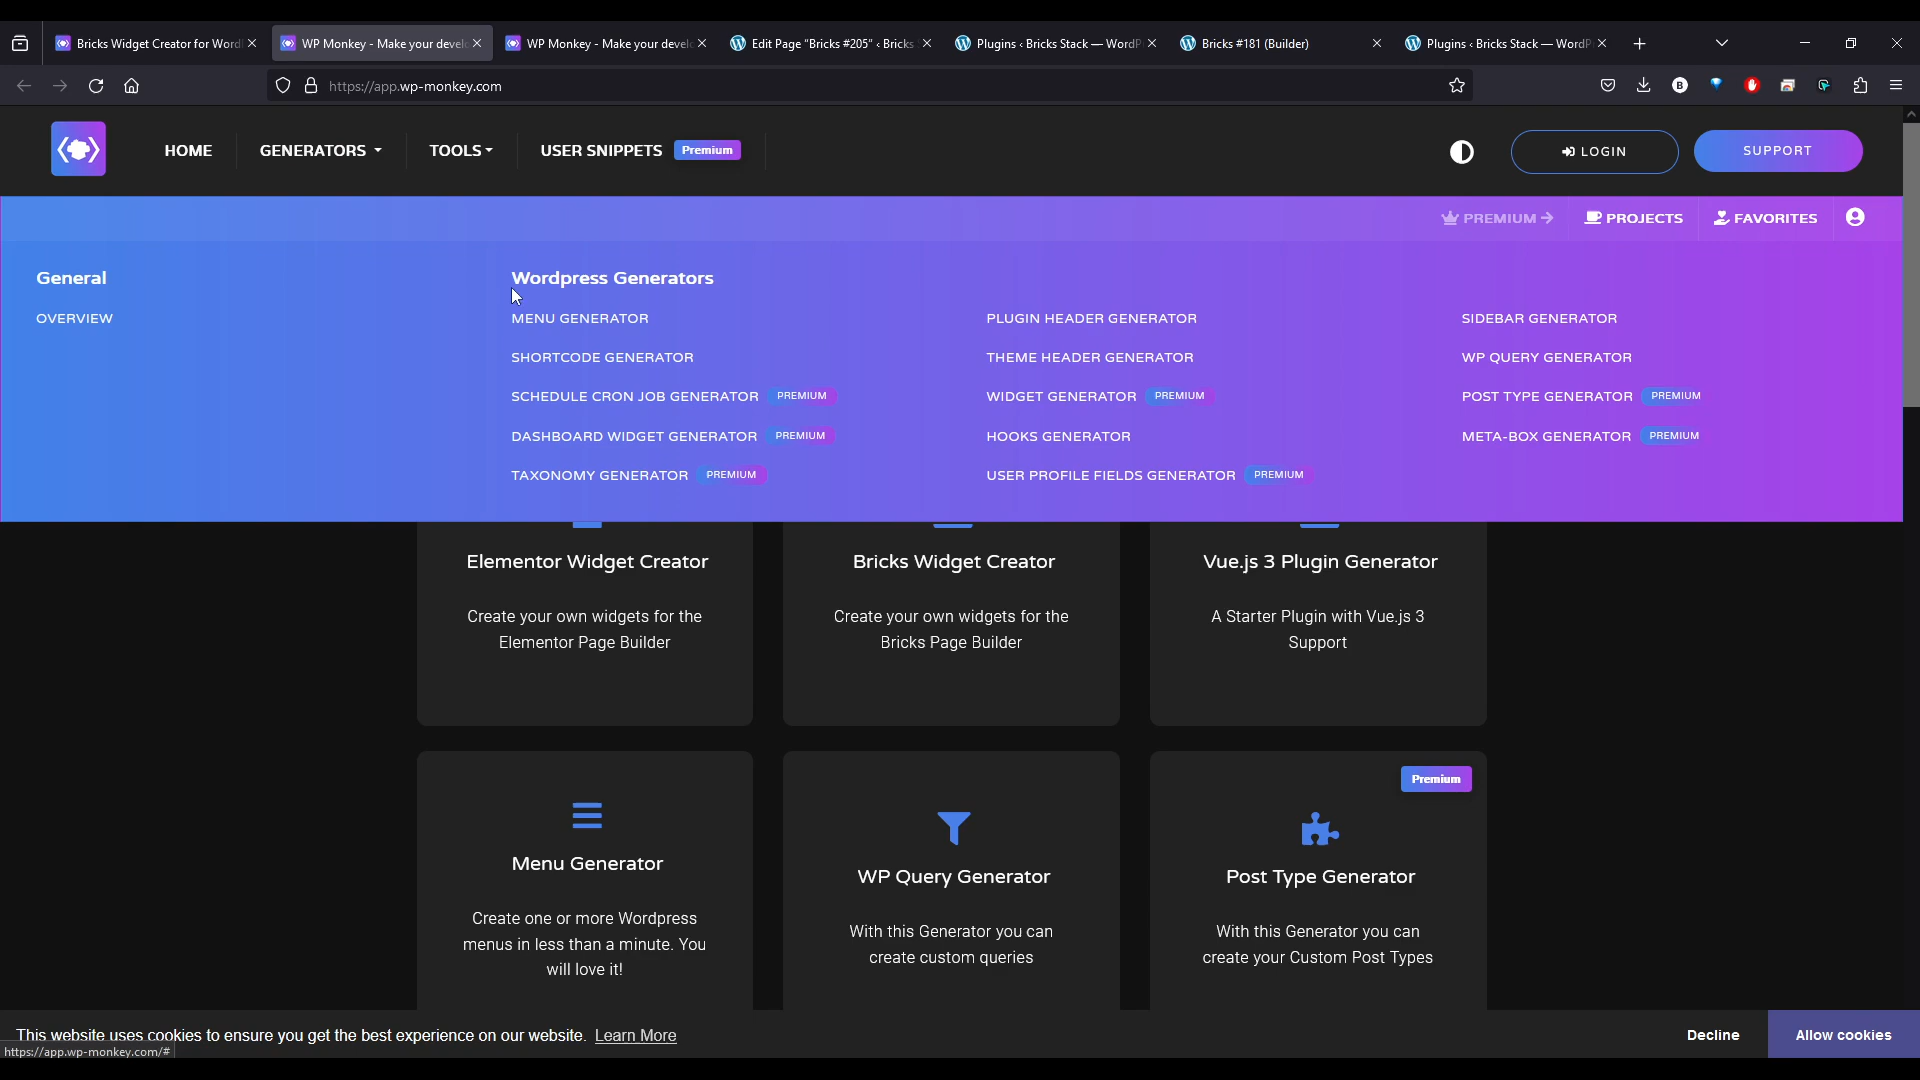 Bricks Widget Creator for Word
WP Monkey - Make your devel
WP Monkey - Make your devel
Edit Page "Bricks #205" ‹ Bricks
Plugins ‹ Bricks Stack — WordP
Bricks #181 (Builder)
Plugins ‹ Bricks Stack — WordP
https://app.wp-monkey.com
HOME
GENERATORS
TOOLS
USER SNIPPETS Premium
LOGIN
SUPPORT
PREMIUM
PROJECTS
FAVORITES
General
OVERVIEW
Wordpress Generators
MENU GENERATOR
SHORTCODE GENERATOR
SCHEDULE CRON JOB GENERATOR PREMIUM
DASHBOARD WIDGET GENERATOR PREMIUM
TAXONOMY GENERATOR PREMIUM
PLUGIN HEADER GENERATOR
THEME HEADER GENERATOR
WIDGET GENERATOR PREMIUM
HOOKS GENERATOR
USER PROFILE FIELDS GENERATOR PREMIUM
SIDEBAR GENERATOR
WP QUERY GENERATOR
POST TYPE GENERATOR PREMIUM
META-BOX GENERATOR PREMIUM
Elementor Widget Creator
Create your own widgets for the
Elementor Page Builder
Bricks Widget Creator
Create your own widgets for the
Bricks Page Builder
Vue.js 3 Plugin Generator
A Starter Plugin with Vue.js 3
Support
Menu Generator
Create one or more Wordpress
menus in less than a minute. You
will love it!
WP Query Generator
With this Generator you can
create custom queries
Premium
Post Type Generator
With this Generator you can
create your Custom Post Types
This website uses cookies to ensure you get the best experience on our website. Learn More
Decline
Allow cookies
https://app.wp-monkey.com/#